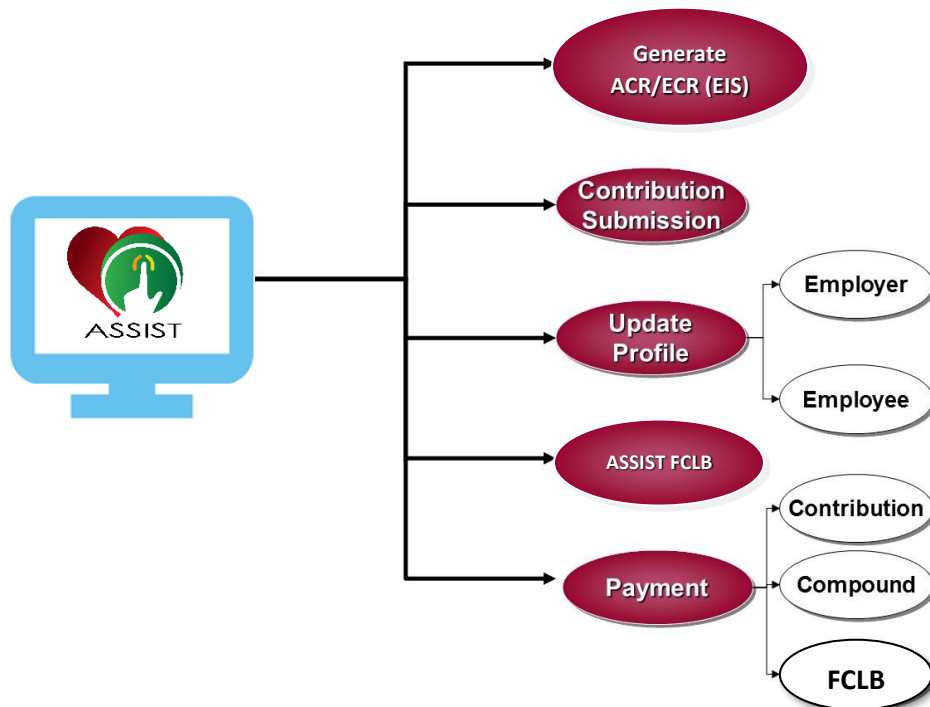 Generate
ACR/ECR (EIS)
Contribution
Submission
ASSIST
Update
Profile
Employer
Employee
ASSIST FCLB
Payment
Contribution
Compound
FCLB